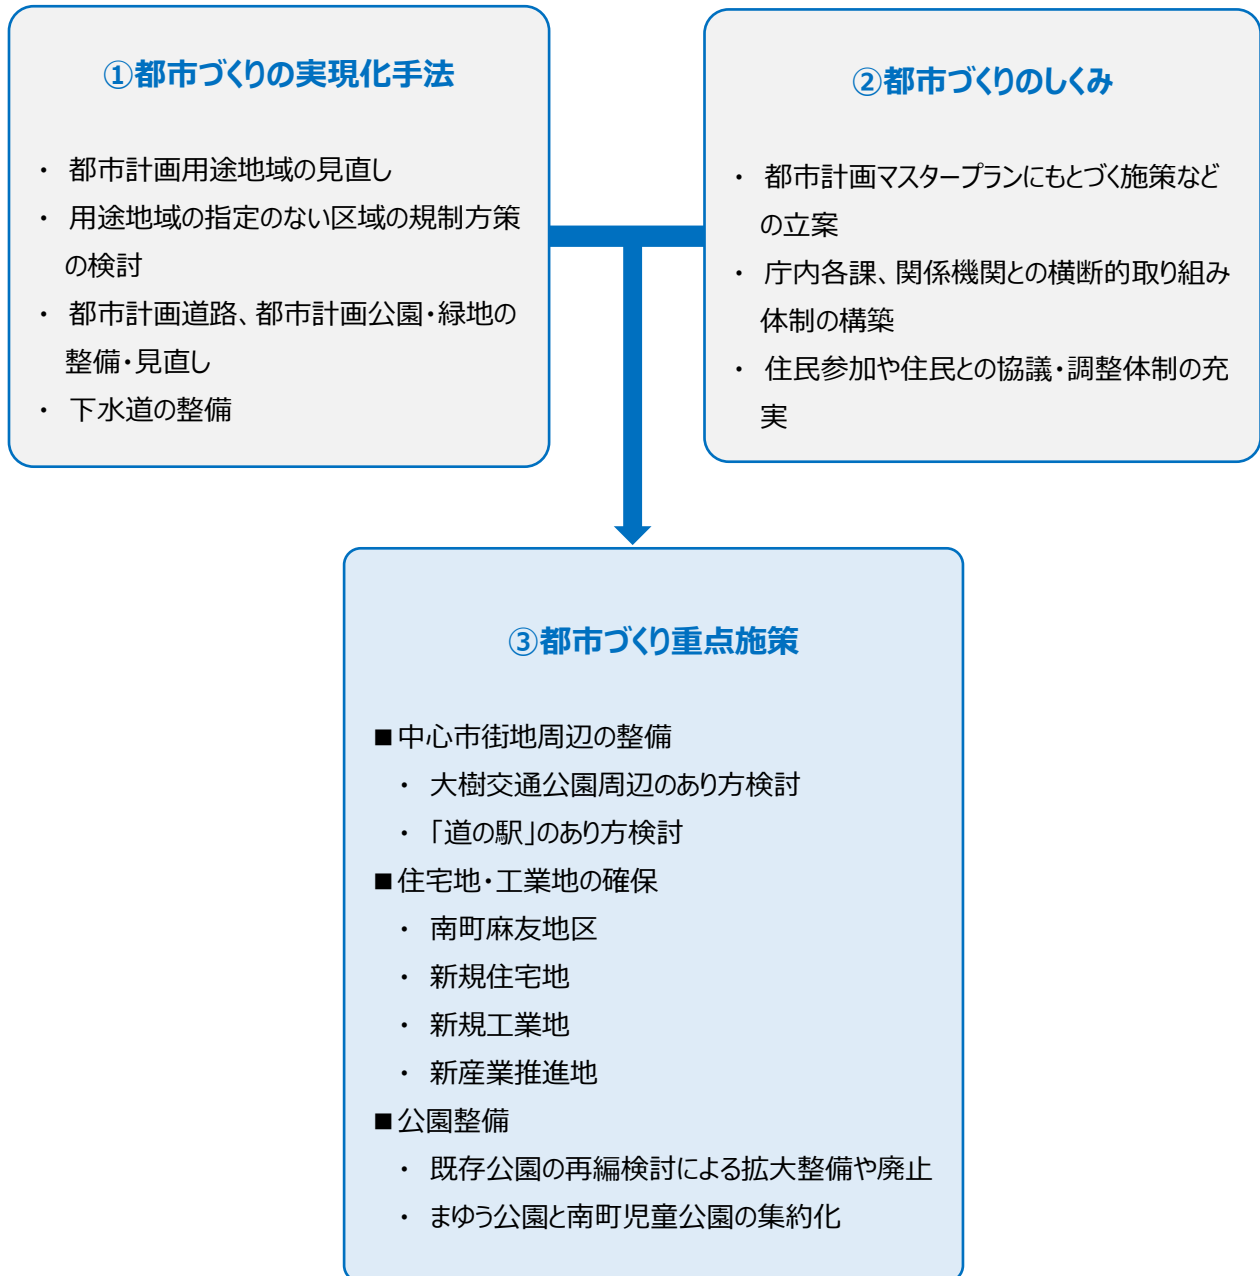 ①都市づくりの実現化手法
・ 都市計画用途地域の見直し
・ 用途地域の指定のない区域の規制方策
の検討
・ 都市計画道路、都市計画公園・緑地の
整備・見直し
・ 下水道の整備
②都市づくりのしくみ
・ 都市計画マスタープランにもとづく施策など
の立案
・ 庁内各課、関係機関との横断的取り組み
体制の構築
・ 住民参加や住民との協議・調整体制の充
実
③都市づくり重点施策
■中心市街地周辺の整備
・ 大樹交通公園周辺のあり方検討
・ 「道の駅」のあり方検討
■住宅地・工業地の確保
・ 南町麻友地区
・ 新規住宅地
・ 新規工業地
・ 新産業推進地
■公園整備
・ 既存公園の再編検討による拡大整備や廃止
・ まゆう公園と南町児童公園の集約化